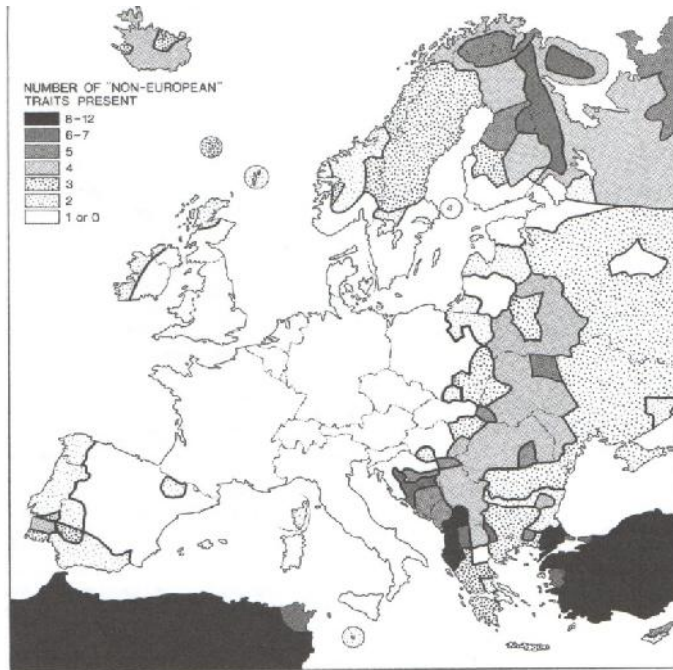 NUMBER OF "NON-EUROPEAN"
TRAITS PRESENT
8-12
6-7
5
4
3
2
1 or 0